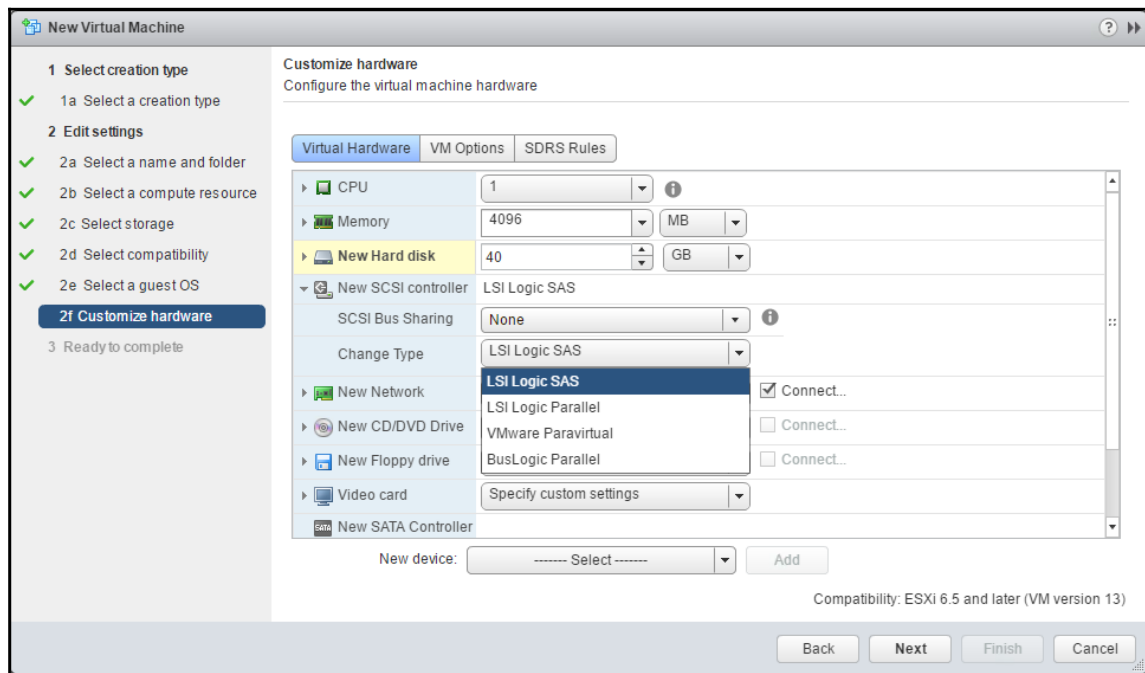 New Virtual Machine
?
1 Select creation type
1a Select a creation type
2 Edit settings
2a Select a name and folder
2b Select a compute resource
2c Select storage
2d Select compatibility
2e Select a guest OS
2f Customize hardware
3 Ready to complete
Customize hardware
Configure the virtual machine hardware
Virtual Hardware VM Options SDRS Rules
CPU 1
Memory 4096 MB
New Hard disk 40 GB
New SCSI controller LSI Logic SAS
SCSI Bus Sharing None
Change Type LSI Logic SAS
LSI Logic SAS
LSI Logic Parallel
VMware Paravirtual
BusLogic Parallel
New Network Connect...
New CD/DVD Drive Connect...
New Floppy drive Connect...
Video card Specify custom settings
SATA New SATA Controller
New device: ------- Select ------- Add
Compatibility: ESXi 6.5 and later (VM version 13)
Back Next Finish Cancel